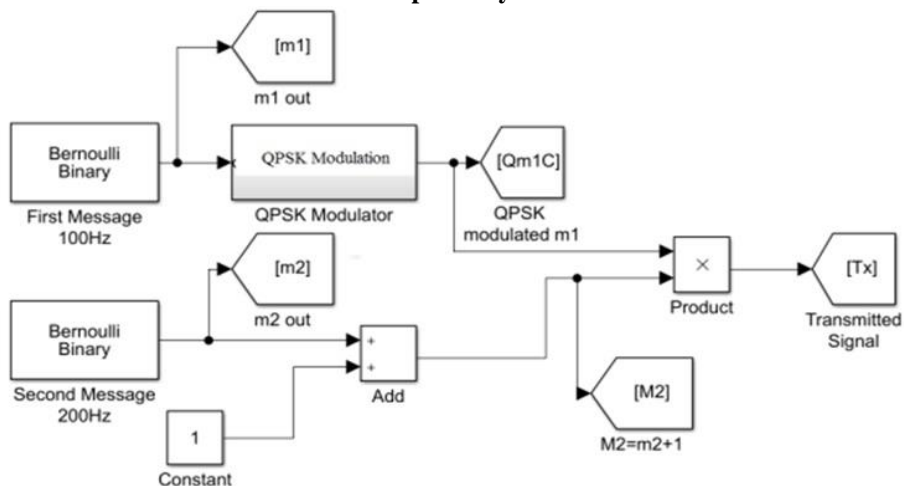 [m1]
m1 out
Bernoulli
Binary
First Message
100Hz
QPSK Modulation
QPSK Modulator
[Qm1C]
QPSK
modulated m1
[m2]
m2 out
Bernoulli
Binary
Second Message
200Hz
1
Constant
+
+
Add
×
Product
[Tx]
Transmitted
Signal
[M2]
M2=m2+1